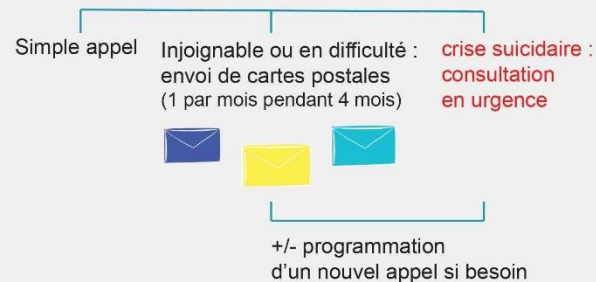 Simple appel
Injoignable ou en difficulté :
envoi de cartes postales
(1 par mois pendant 4 mois)
crise suicidaire :
consultation
en urgence
+/- programmation
d'un nouvel appel si besoin